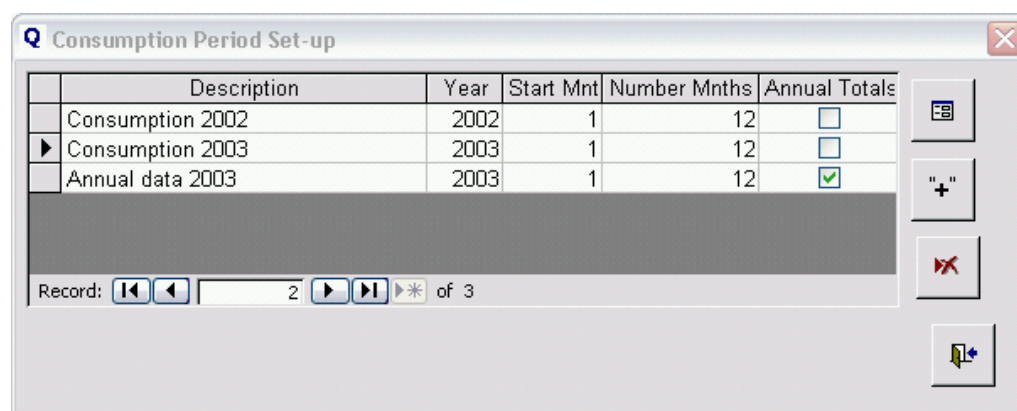 Q Consumption Period Set-up
Description Year Start Mnt Number Mnths Annual Totals
Consumption 2002 2002 1 12
Consumption 2003 2003 1 12
Annual data 2003 2003 1 12
"+"
Record: 2 of 3